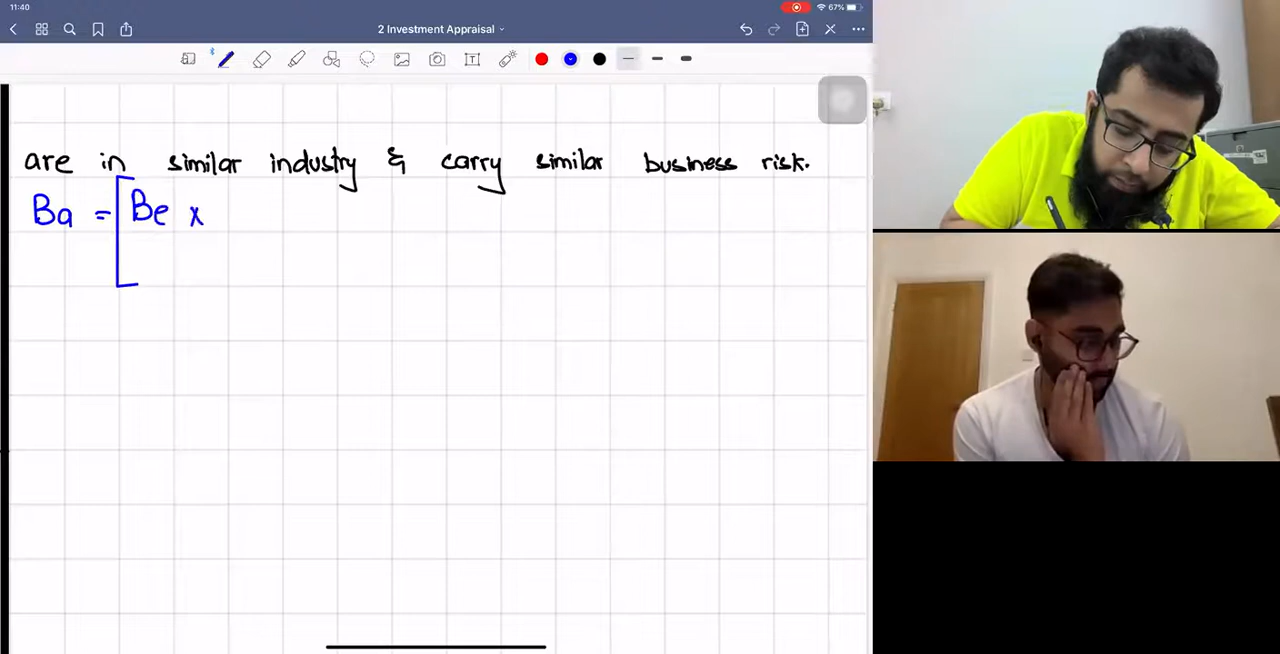 11:40
67%
2 Investment Appraisal
are in similar industry & carry similar business risk.
Ba = [Be x